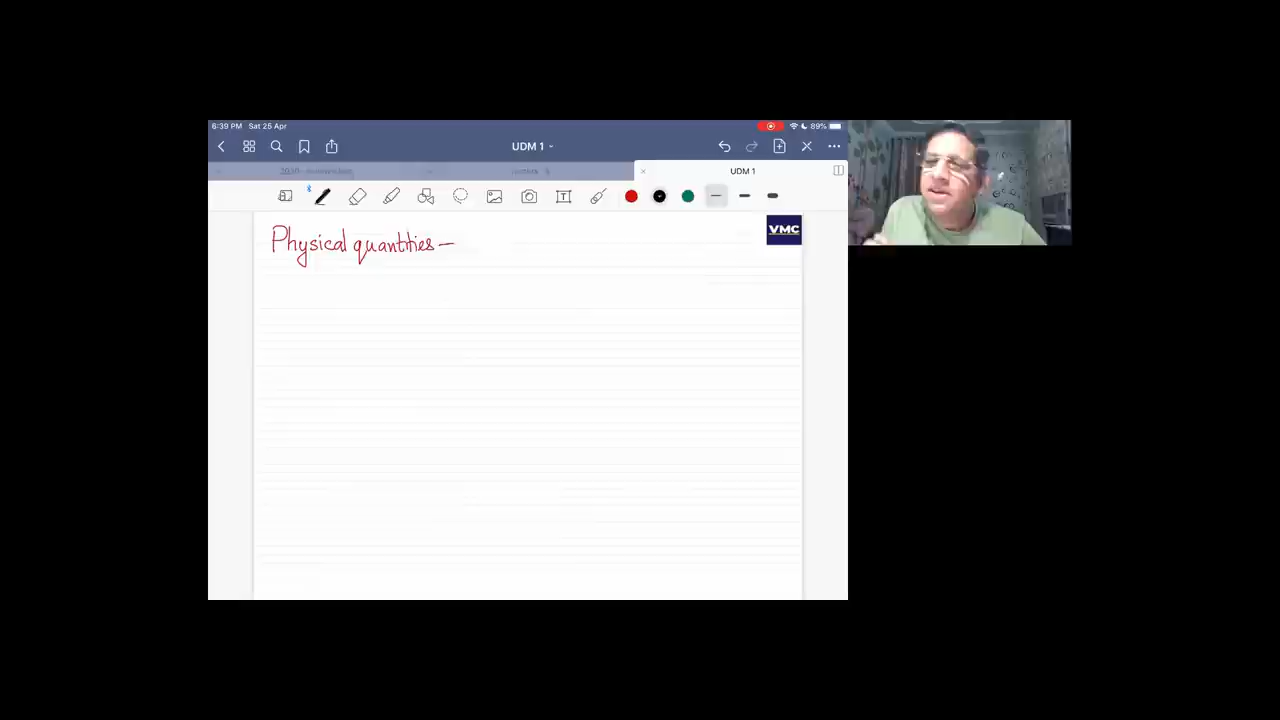 6:39 PM Sat 25 Apr
89%
UDM 1
UDM 1
T
Physical quantities —
VMC